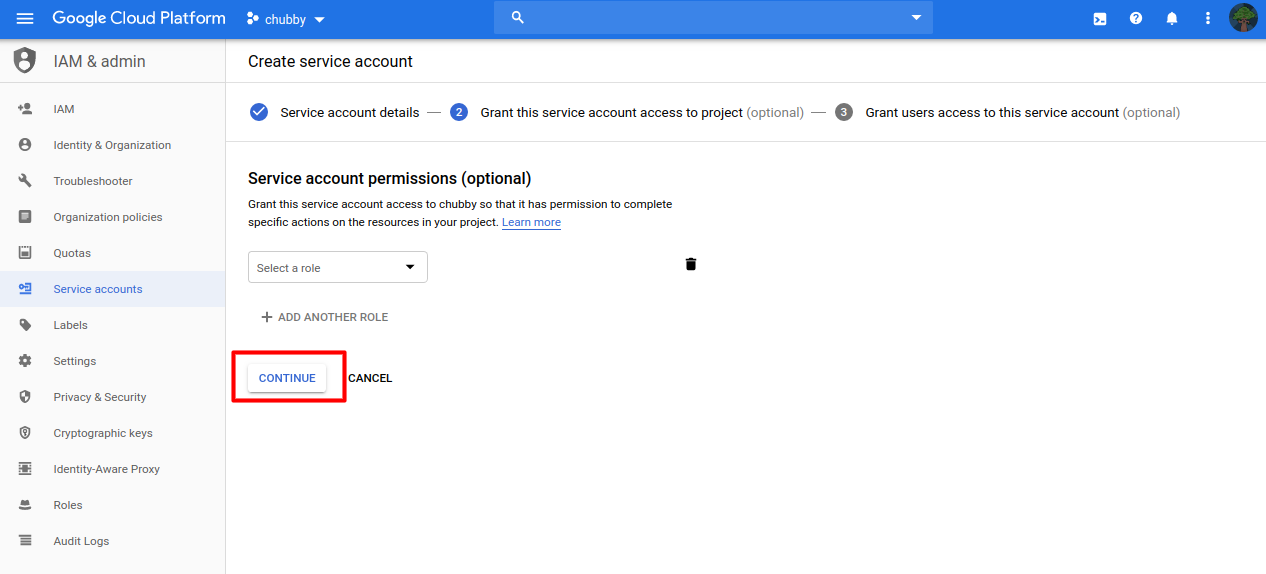 Google Cloud Platform chubby
IAM & admin
Create service account
Service account details 2 Grant this service account access to project (optional) 3 Grant users access to this service account (optional)
IAM
Identity & Organization
Troubleshooter
Organization policies
Quotas
Service accounts
Labels
Settings
Privacy & Security
Cryptographic keys
Identity-Aware Proxy
Roles
Audit Logs
Service account permissions (optional)
Grant this service account access to chubby so that it has permission to complete
specific actions on the resources in your project. Learn more
Select a role
ADD ANOTHER ROLE
CONTINUE CANCEL